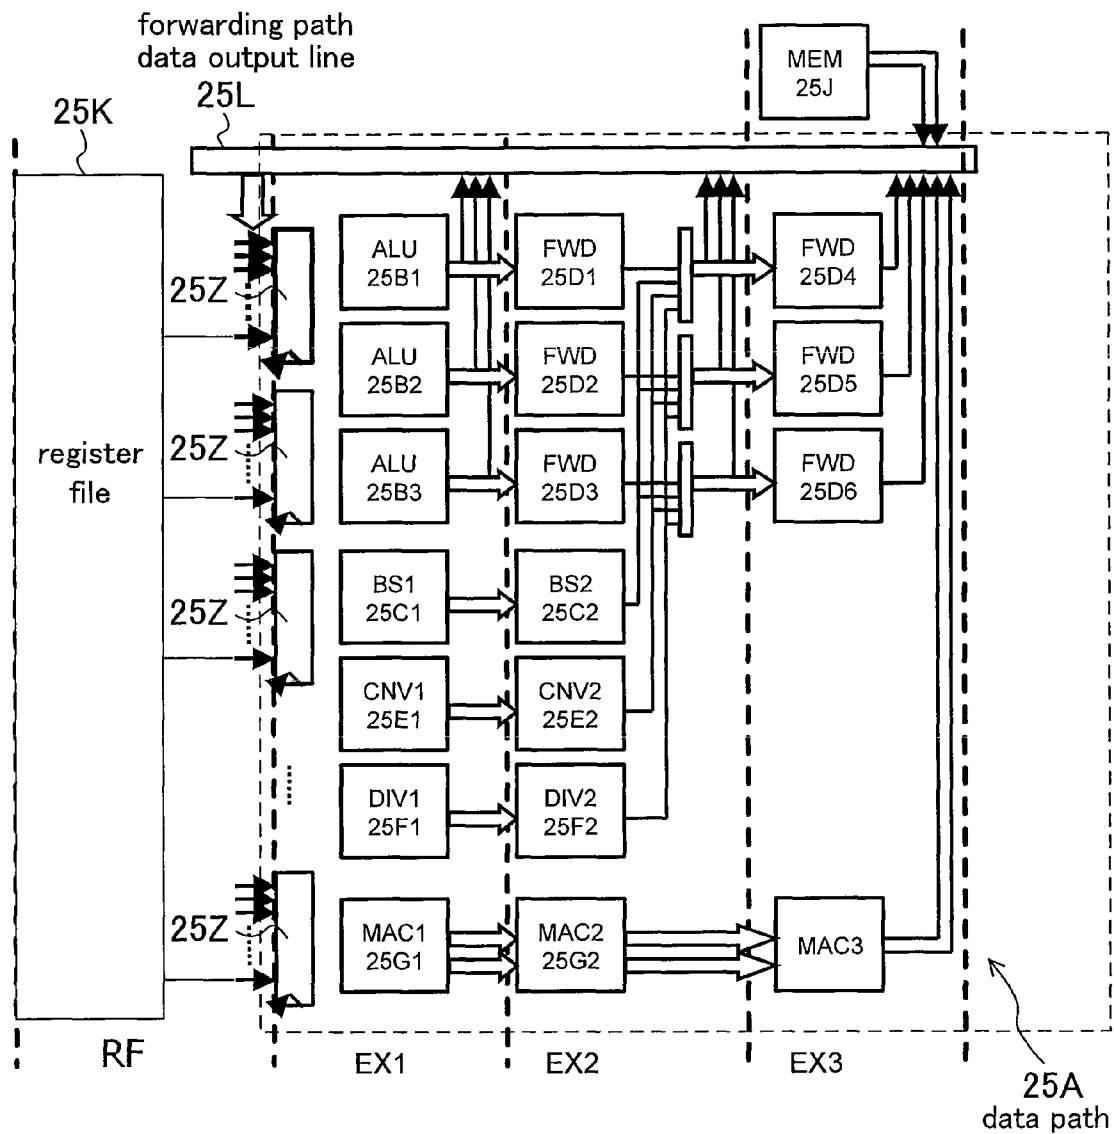 forwarding path
data output line
25L
25K
MEM
25J
ALU
25B1
FWD
25D1
FWD
25D4
25Z
ALU
25B2
FWD
25D2
FWD
25D5
register
file
25Z
ALU
25B3
FWD
25D3
FWD
25D6
25Z
BS1
25C1
BS2
25C2
CNV1
25E1
CNV2
25E2
DIV1
25F1
DIV2
25F2
25Z
MAC1
25G1
MAC2
25G2
MAC3
RF
EX1
EX2
EX3
25A
data path